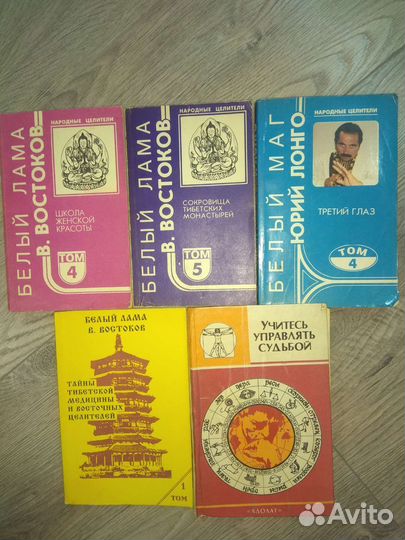 БЕЛЫЙ ЛАМА
В. ВОСТОКОВ
НАРОДНЫЕ ЦЕЛИТЕЛИ
ШКОЛА
ЖЕНСКОЙ
КРАСОТЫ
ТОМ
4
БЕЛЫЙ ЛАМА
В. ВОСТОКОВ
НАРОДНЫЕ ЦЕЛИТЕЛИ
СОКРОВИЩА
ТИБЕТСКИХ
МОНАСТЫРЕЙ
ТОМ
5
БЕЛЫЙ МАГ
ЮРИЙ ЛОНГО
НАРОДНЫЕ ЦЕЛИТЕЛИ
ТРЕТИЙ ГЛАЗ
ТОМ
4
БЕЛЫЙ ЛАМА
В. ВОСТОКОВ
ТАЙНЫ
ТИБЕТСКОЙ
МЕДИЦИНЫ
И ВОСТОЧНЫХ
ЦЕЛИТЕЛЕЙ
1
ТОМ
УЧИТЕСЬ
УПРАВЛЯТЬ
СУДЬБОЙ
Avito